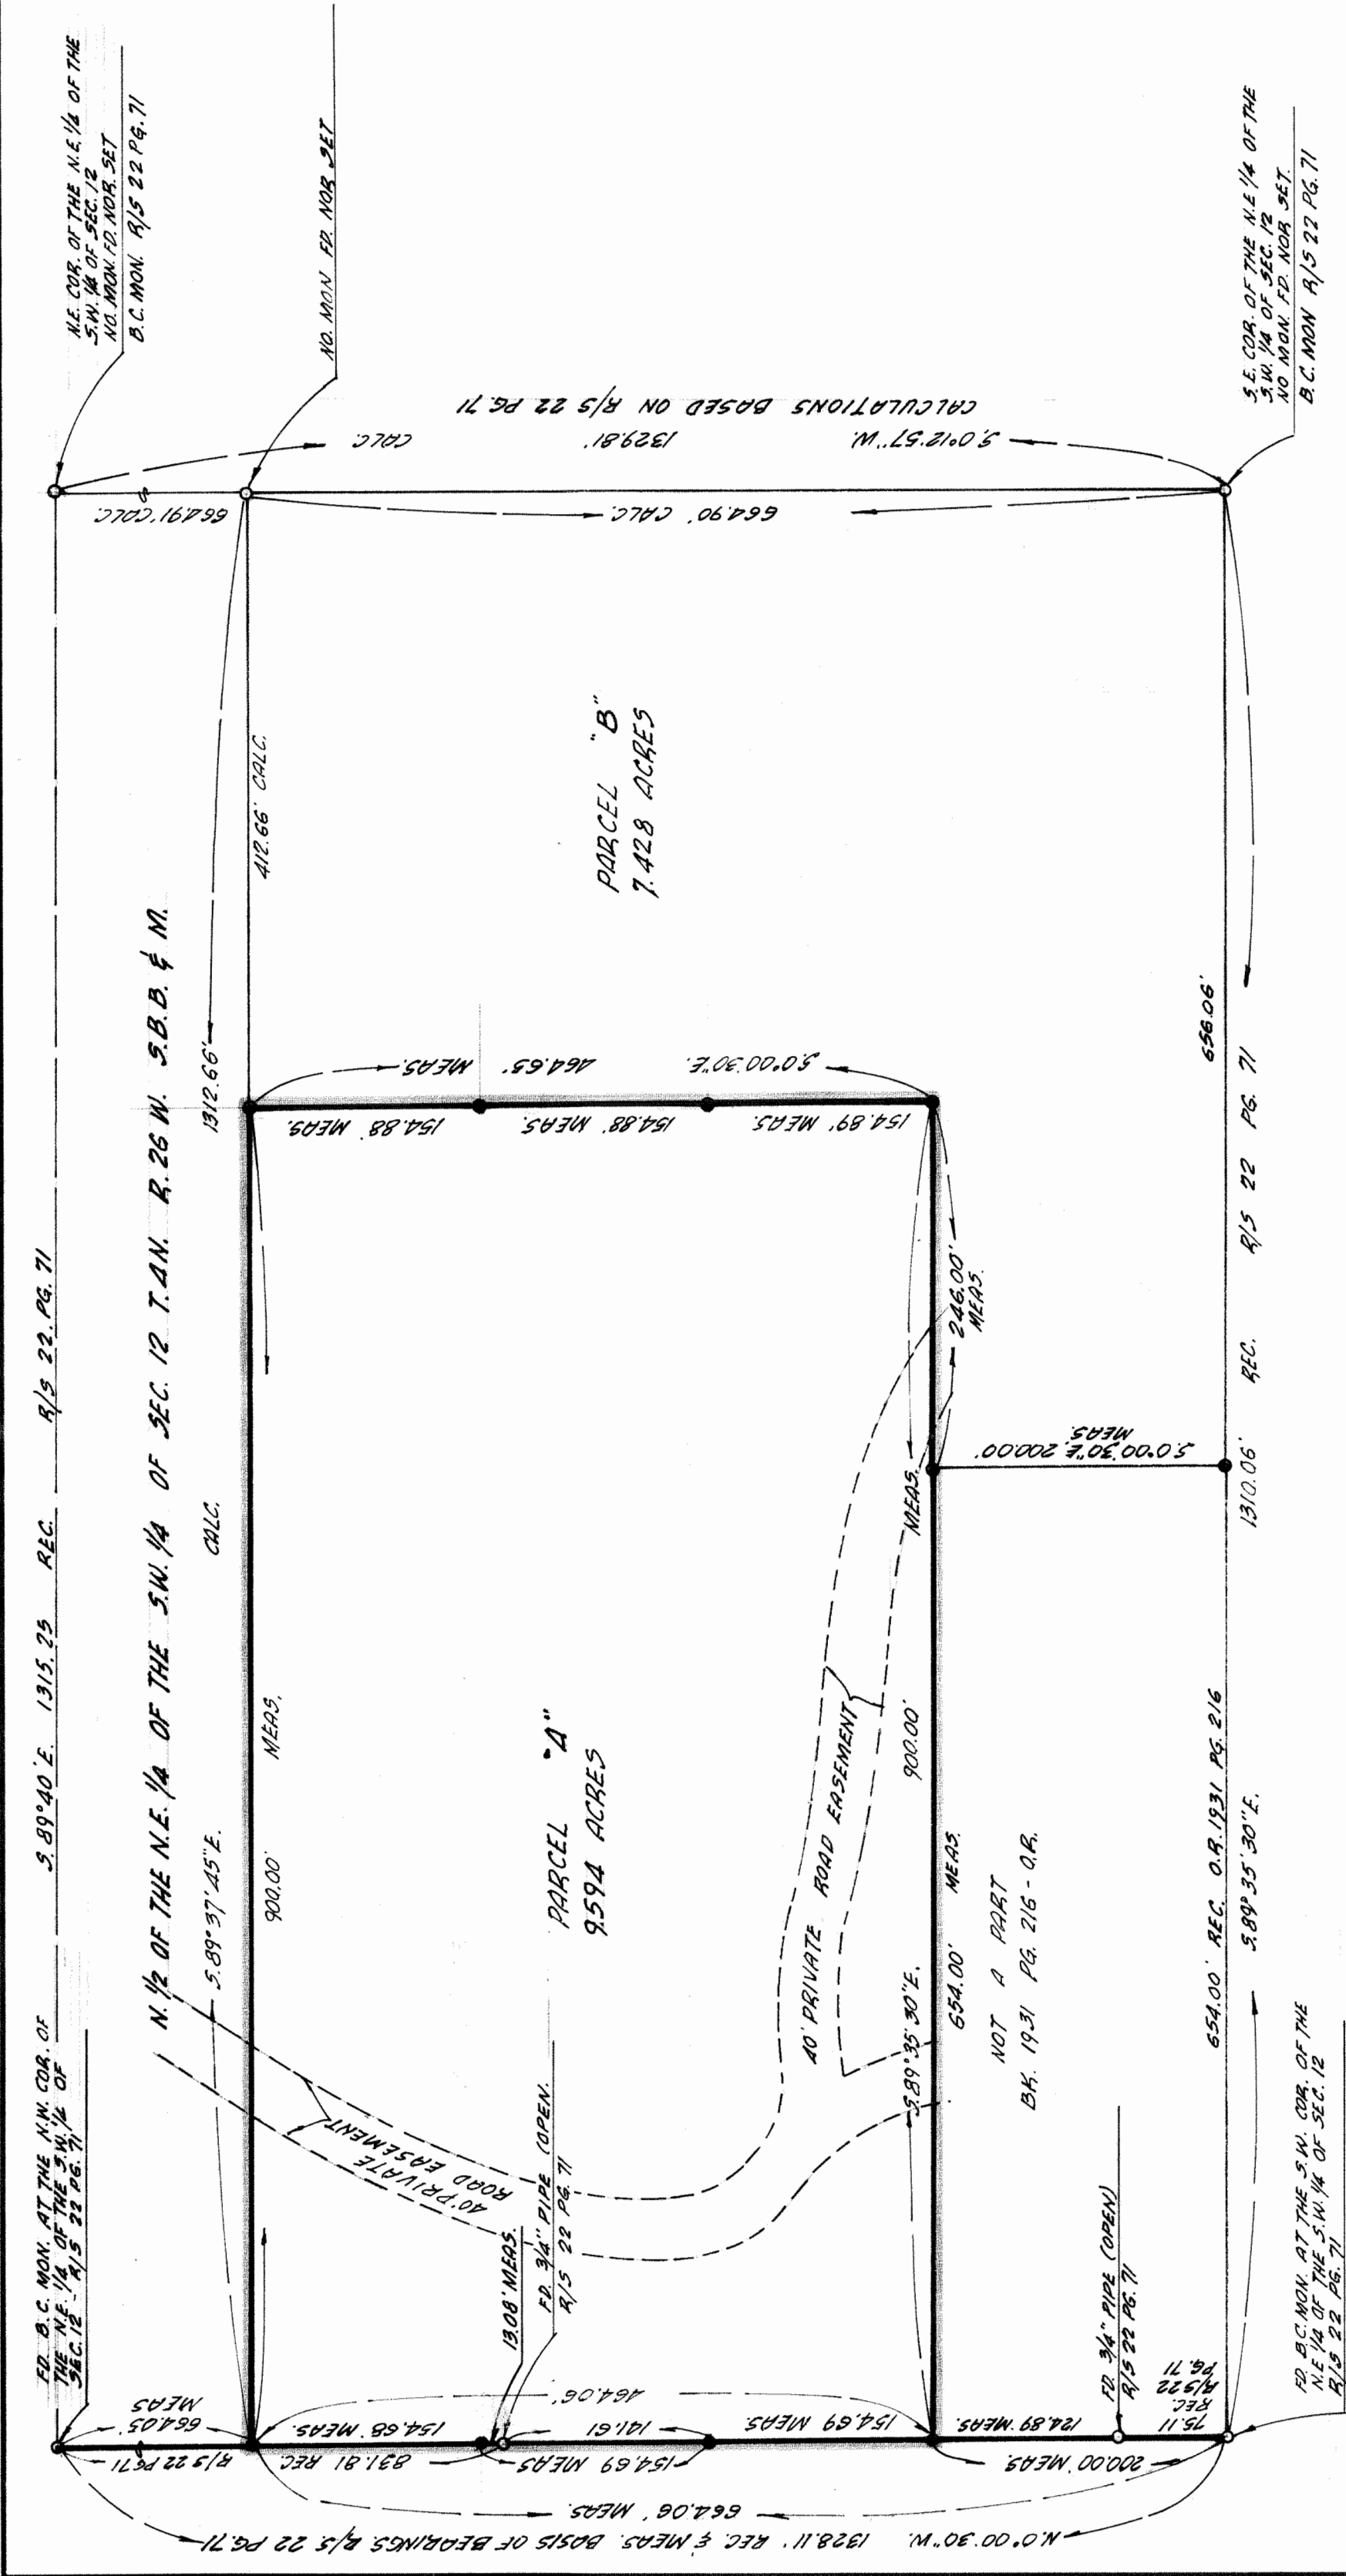 FD. B.C. MON. AT THE N.W. COR. OF
THE N.E. 1/4 OF THE S.W. 1/4 OF
SEC. 12 - R/S 22 PG. 71
S.89°40'E. 1315.25 REC. R/S 22. PG. 71
N.E. COR. OF THE N.E. 1/4 OF THE
S.W. 1/4 OF SEC. 12
NO. MON. FD. NOR. SET
B.C. MON. R/S 22 PG. 71
N. 1/2 OF THE N.E. 1/4 OF THE S.W. 1/4 OF SEC. 12 T.4N. R.26W. S.B.B. & M.
NO. MON FD. NOR SET
S.89°37'45"E. CALC. 1312.66'
900.00' MEAS.
412.66' CALC.
664.05'
MEAS
R/S 22 PG 71
831.81 REC
154.68' MEAS.
154.69 MEAS
141.61
154.69 MEAS
464.06'
13.08' MEAS.
FD. 3/4" PIPE (OPEN.
R/S 22 PG. 71
40' PRIVATE
ROAD EASEMENT
PARCEL "A"
9.594 ACRES
40' PRIVATE ROAD EASEMENT
154.88' MEAS.
154.88' MEAS.
154.89' MEAS
S.0°00'30"E. 464.65' MEAS.
PARCEL "B"
7.428 ACRES
664.91' CALC.
664.90' CALC.
S.0°12'57"W. 1329.81' CALC
CALCULATIONS BASED ON R/S 22 PG. 71
S.89°35'30"E. 900.00' MEAS.
654.00' MEAS.
246.00'
MEAS.
NOT A PART
BK. 1931 PG. 216 - O.R.
S.0°00'30"E. 200.00'
MEAS.
124.89 MEAS.
200.00' MEAS
FD. 3/4" PIPE (OPEN)
R/S 22 PG. 71
75.11
REC.
R/S 22
PG. 71
654.00' REC. O.R. 1931 PG. 216
656.06'
S.89°35'30"E. 1310.06' REC. R/S 22 PG. 71
664.06' MEAS.
N.0°00'30"W. 1328.11' REC. & MEAS. BASIS OF BEARINGS R/S 22 PG. 71
FD. B.C. MON. AT THE S.W. COR. OF THE
N.E. 1/4 OF THE S.W. 1/4 OF SEC. 12
R/S 22 PG. 71
S.E. COR. OF THE N.E. 1/4 OF THE
S.W. 1/4 OF SEC. 12
NO MON. FD. NOR SET.
B.C. MON R/S 22 PG. 71